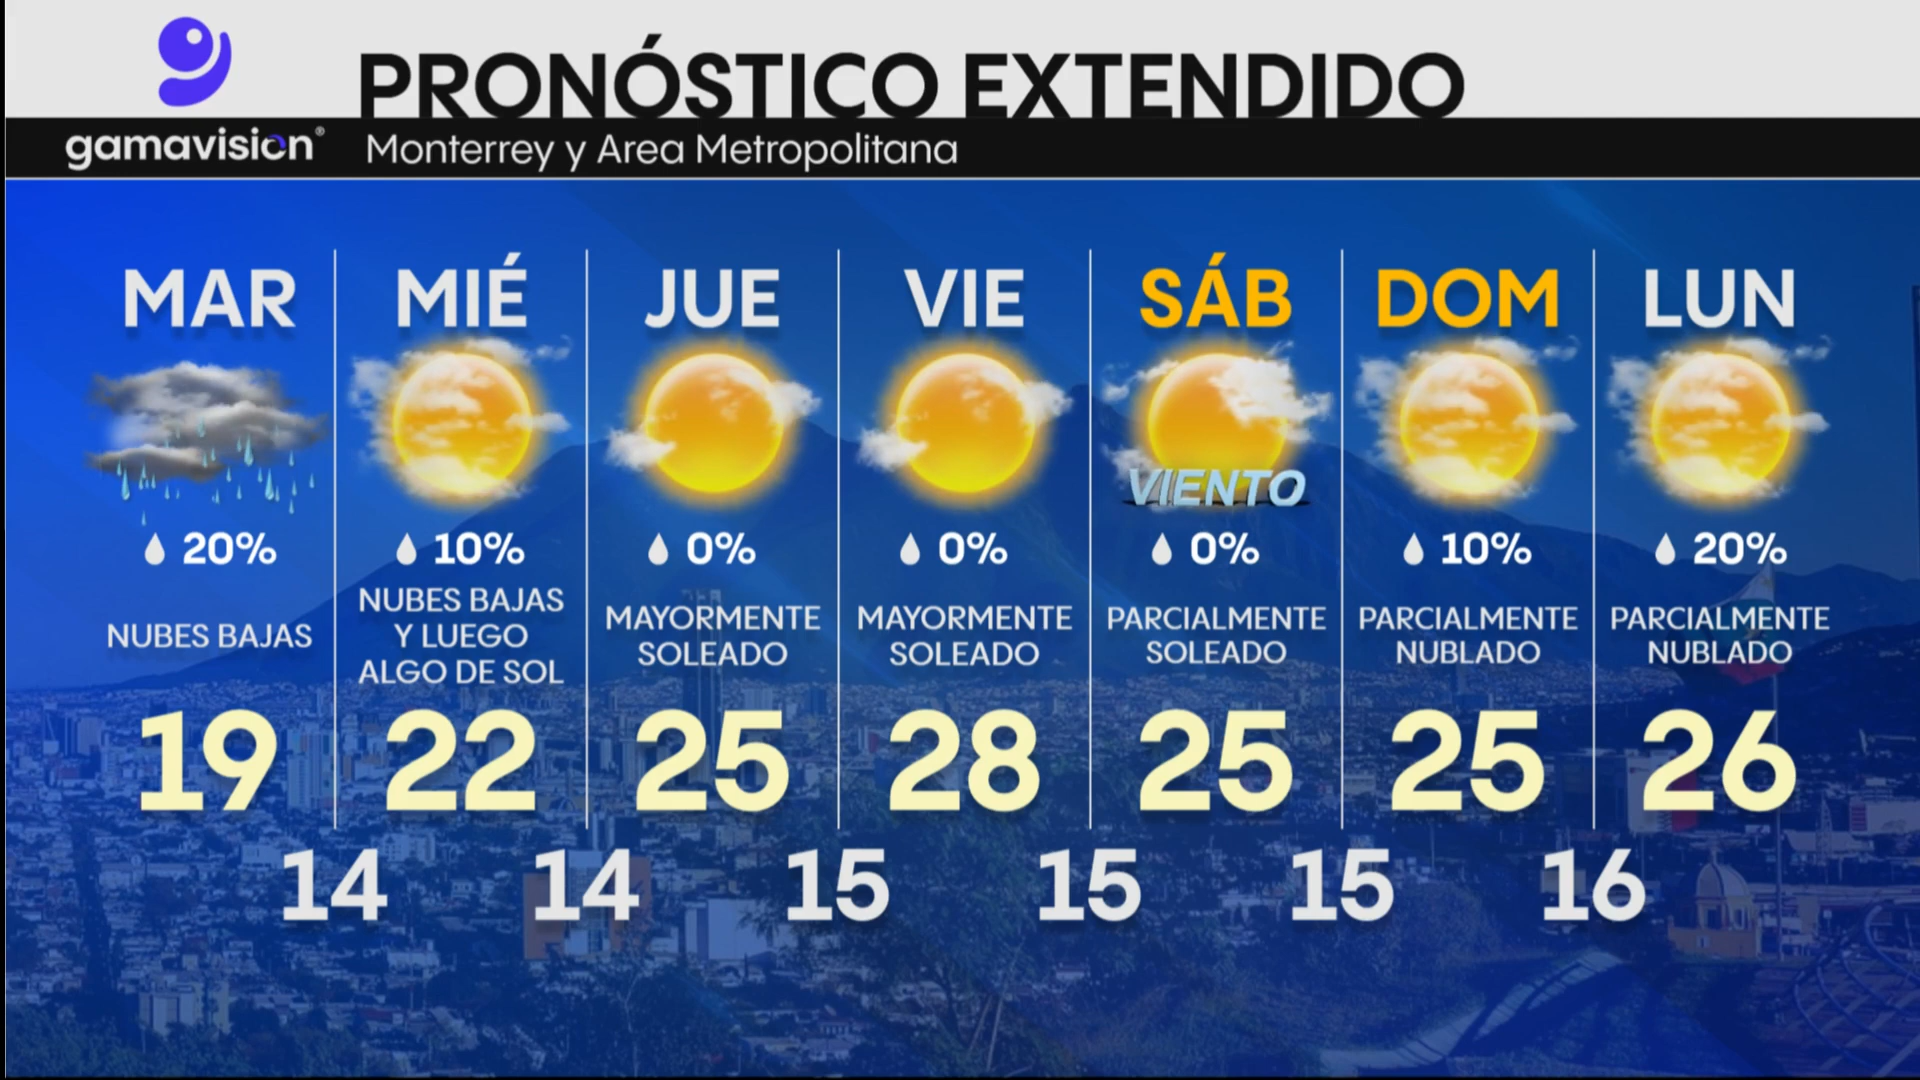 PRONÓSTICO EXTENDIDO
gamavision®
Monterrey y Area Metropolitana
MAR
MIÉ
JUE
VIE
SÁB
DOM
LUN
VIENTO
20%
10%
0%
0%
0%
10%
20%
NUBES BAJAS
NUBES BAJAS
Y LUEGO
ALGO DE SOL
MAYORMENTE
SOLEADO
MAYORMENTE
SOLEADO
PARCIALMENTE
SOLEADO
PARCIALMENTE
NUBLADO
PARCIALMENTE
NUBLADO
19
22
25
28
25
25
26
14
14
15
15
15
16